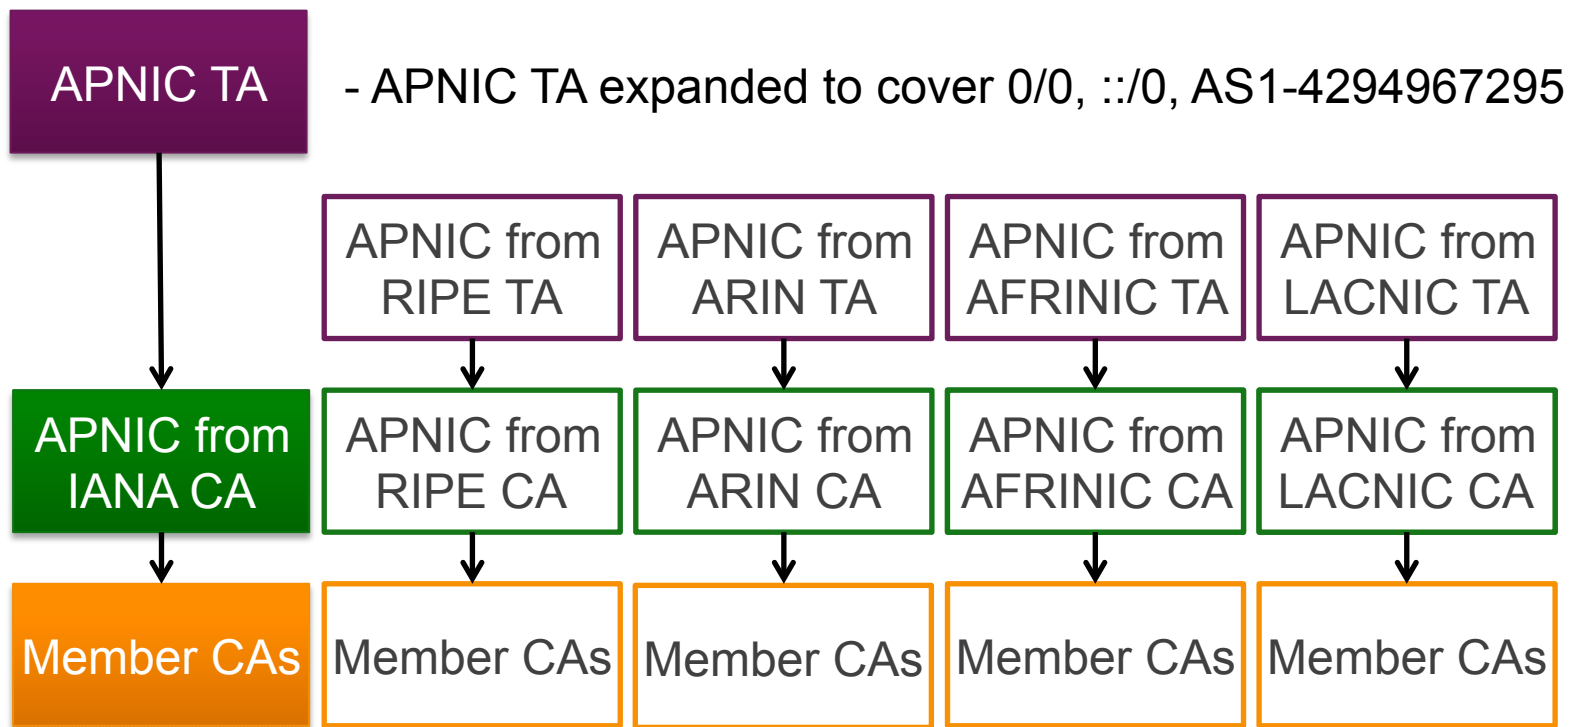 APNIC TA
- APNIC TA expanded to cover 0/0, ::/0, AS1-4294967295
APNIC from
RIPE TA
APNIC from
ARIN TA
APNIC from
AFRINIC TA
APNIC from
LACNIC TA
APNIC from
IANA CA
APNIC from
RIPE CA
APNIC from
ARIN CA
APNIC from
AFRINIC CA
APNIC from
LACNIC CA
Member CAs
Member CAs
Member CAs
Member CAs
Member CAs